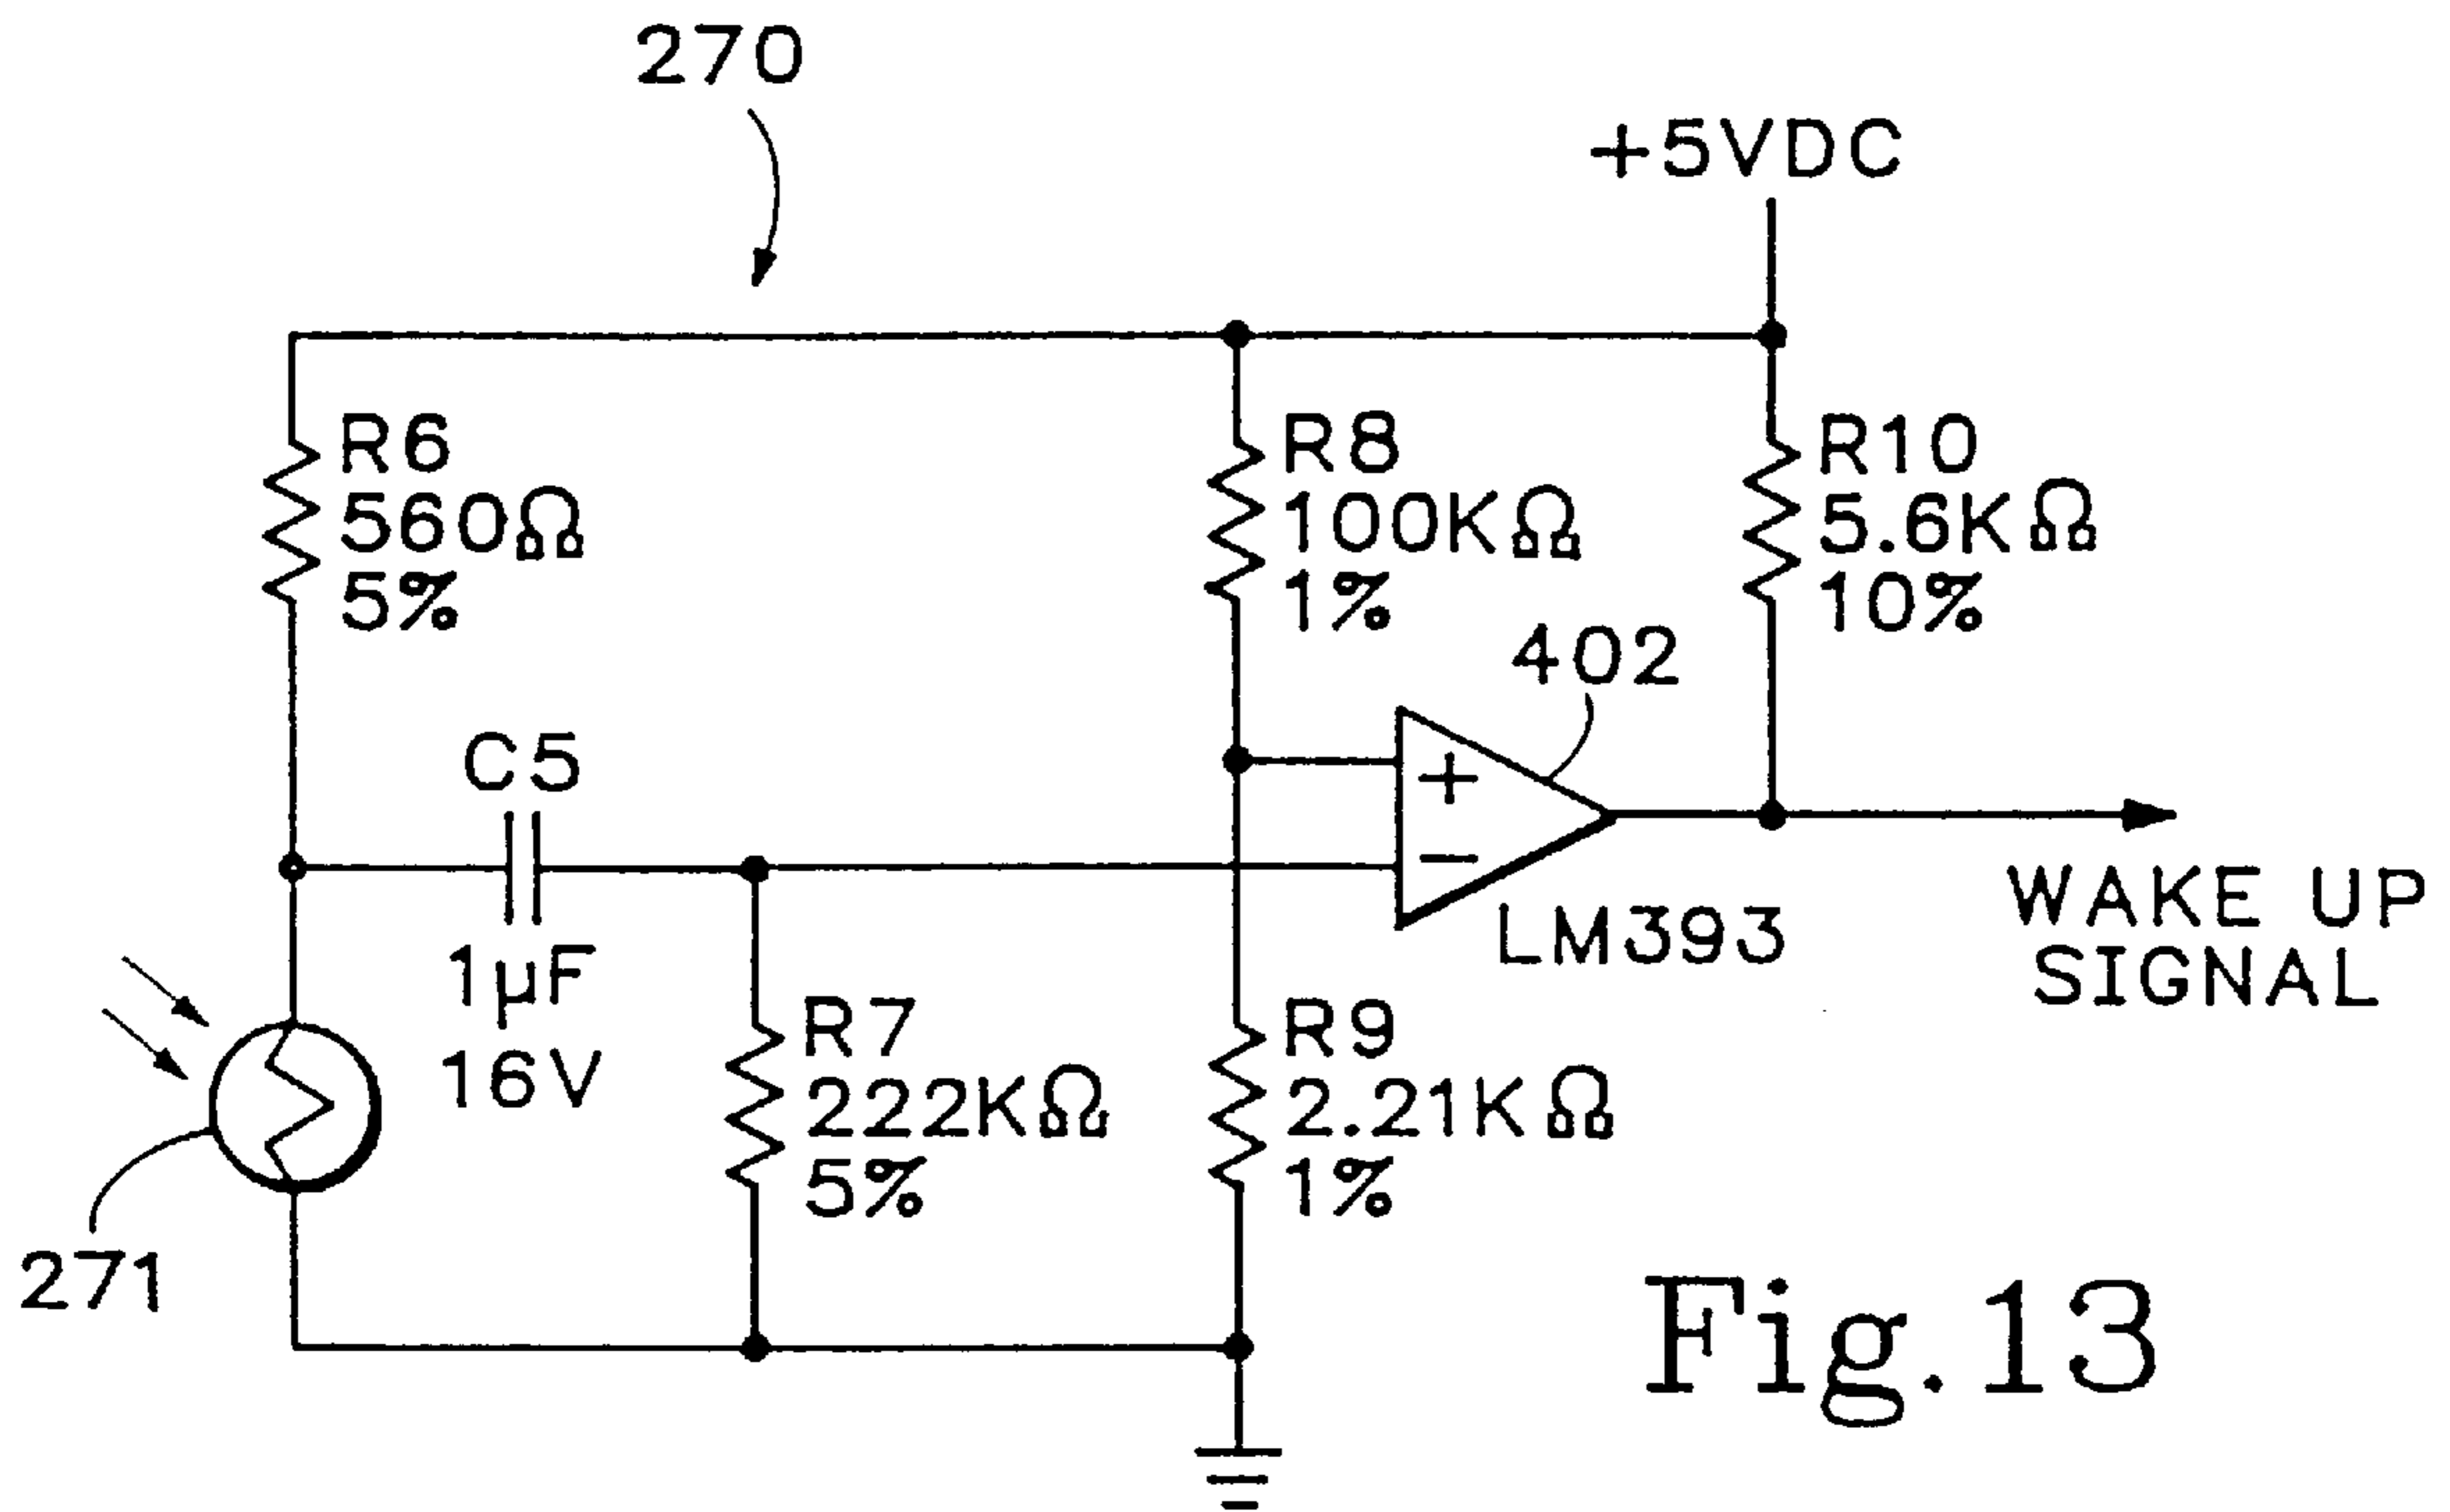 270
+5VDC
R6
560Ω
5%
R8
100KΩ
1%
R10
5.6KΩ
10%
402
C5
1µF
16V
+
−
LM393
WAKE UP
SIGNAL
R7
222KΩ
5%
R9
2.21KΩ
1%
271
Fig.13